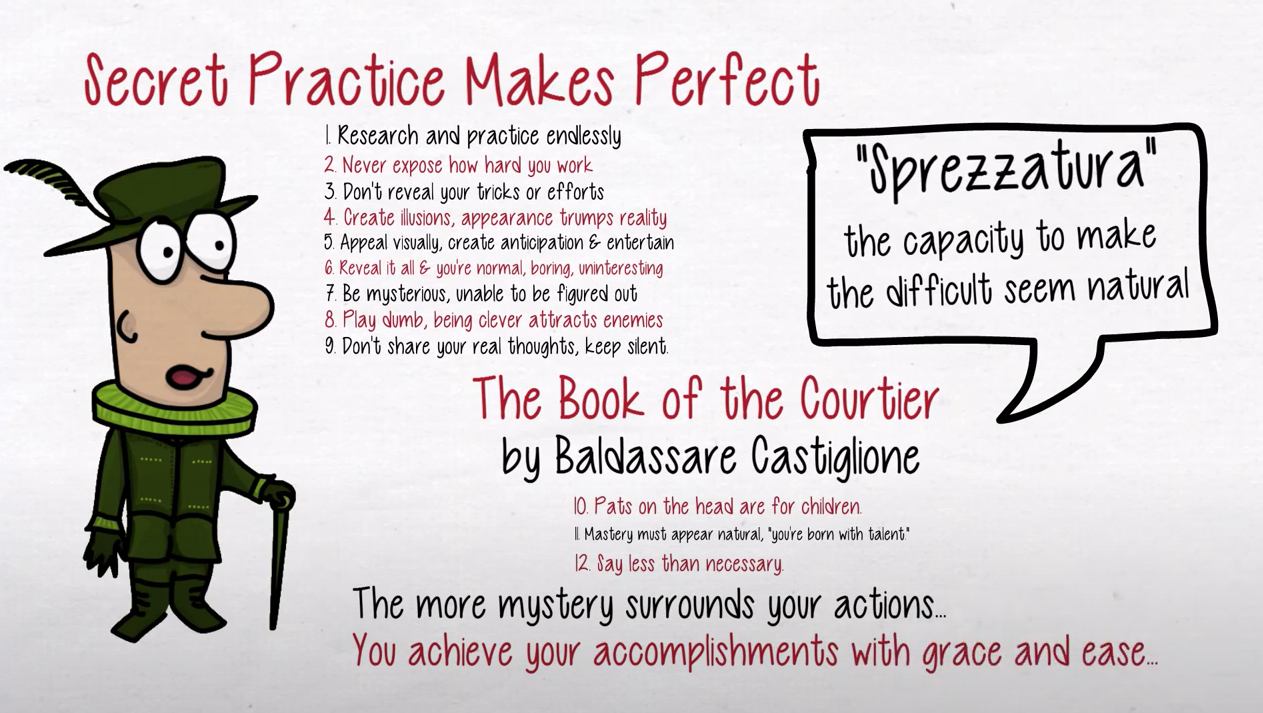 Secret Practice Makes Perfect
1. Research and practice endlessly
2. Never expose how hard you work
3. Don't reveal your tricks or efforts
4. Create illusions, appearance trumps reality
5. Appeal visually, create anticipation & entertain
6. Reveal it all & you're normal, boring, uninteresting
7. Be mysterious, unable to be figured out
8. Play dumb, being clever attracts enemies
9. Don't share your real thoughts, keep silent.
"Sprezzatura"
the capacity to make
the difficult seem natural
The Book of the Courtier
by Baldassare Castiglione
10. Pats on the head are for children.
11. Mastery must appear natural, "you're born with talent."
12. Say less than necessary.
The more mystery surrounds your actions...
You achieve your accomplishments with grace and ease...